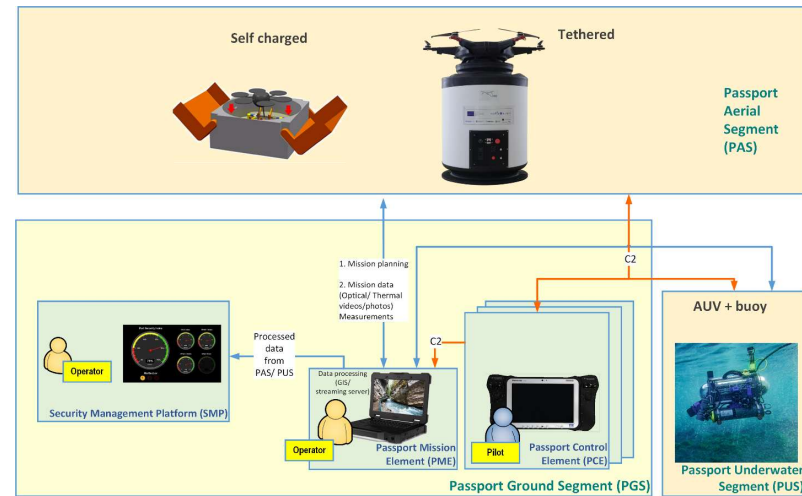 Self charged
Tethered
Passport
Aerial
Segment
(PAS)
1. Mission planning
2. Mission data
(Optical/ Thermal
videos/photos)
Measurements
C2
AUV + buoy
Operator
Security Management Platform (SMP)
Processed
data
from
PAS/ PUS
C2
Data processing
(GIS/
streaming server)
Operator
Passport Mission
Element (PME)
Pilot
Passport Control
Element (PCE)
Passport Ground Segment (PGS)
Passport Underwater
Segment (PUS)